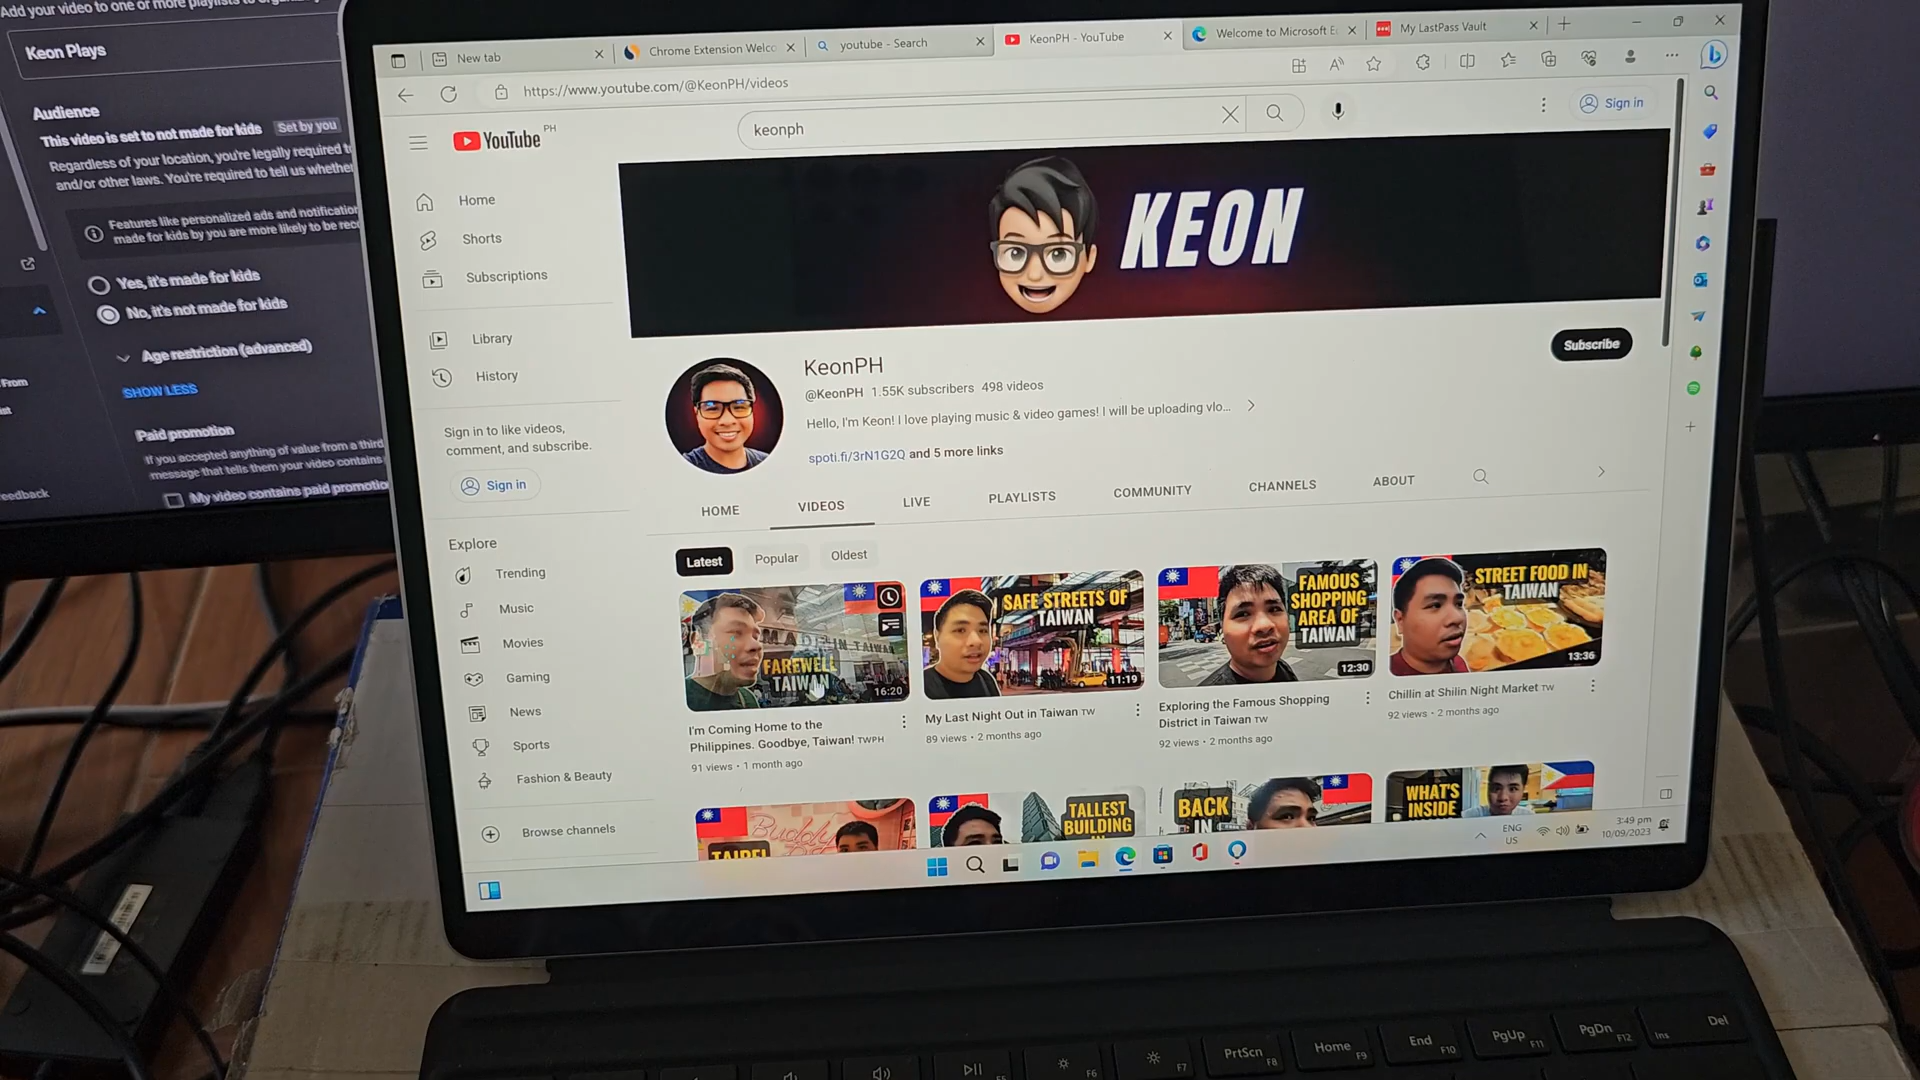 Add your video to one or more playlists to
Keon Plays
Audience
This video is set to not made for kids Set by you
Regardless of your location, you're legally required
and/or other laws. You're required to tell us whether
Features like personalized ads and
made for kids by you are more likely to be
Yes, it's made for kids
No, it's not made for kids
Age restriction (advanced)
SHOW LESS
Paid promotion
If you accepted anything of value from a third
message that tells them your video contains
My video contains paid
From
New tab
Chrome Extension Welco
youtube - Search
KeonPH - YouTube
Welcome to Microsoft E
My LastPass Vault
https://www.youtube.com/@KeonPH/videos
YouTube PH
keonph
Sign in
Home
Shorts
Subscriptions
Library
History
Sign in to like videos,
comment, and subscribe.
Sign in
Explore
Trending
Music
Movies
Gaming
News
Sports
Fashion & Beauty
Browse channels
KEON
KeonPH
@KeonPH 1.55K subscribers 498 videos
Hello, I'm Keon! I love playing music & video games! I will be uploading vlo...
spoti.fi/3rN1G2Q and 5 more links
Subscribe
HOME
VIDEOS
LIVE
PLAYLISTS
COMMUNITY
CHANNELS
ABOUT
Latest
Popular
Oldest
MADE IN TAIWAN
FAREWELL
TAIWAN
16:20
I'm Coming Home to the
Philippines. Goodbye, Taiwan! TWPH
91 views • 1 month ago
SAFE STREETS OF
TAIWAN
11:19
My Last Night Out in Taiwan TW
89 views • 2 months ago
FAMOUS
SHOPPING
AREA OF
TAIWAN
12:30
Exploring the Famous Shopping
District in Taiwan TW
92 views • 2 months ago
STREET FOOD IN
TAIWAN
13:36
Chillin at Shilin Night Market TW
92 views • 2 months ago
Buddy
TAIPEI
TALLEST
BUILDING
IN
BACK
IN
WHAT'S
INSIDE
ENG
US
3:49 pm
10/09/2023
PrtScn F8
Home F9
End F10
PgUp F11
PgDn F12
Ins
Del
F6
F7